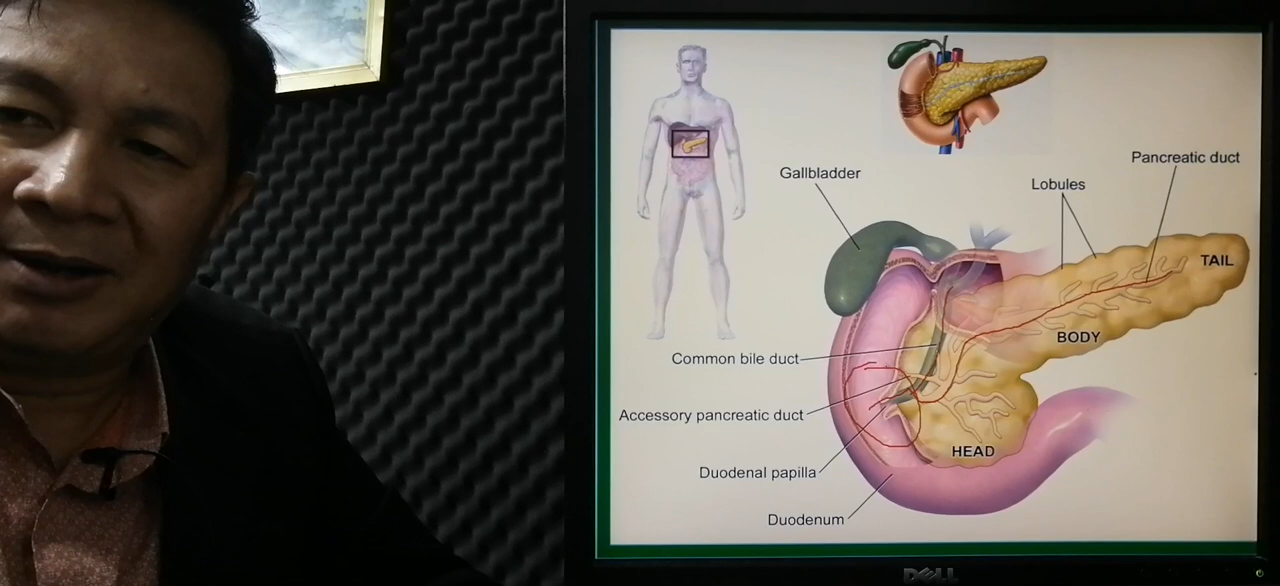 Pancreatic duct
Gallbladder
Lobules
TAIL
BODY
Common bile duct
Accessory pancreatic duct
HEAD
Duodenal papilla
Duodenum
DELL